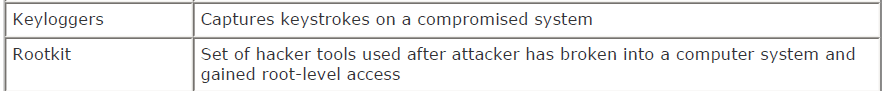 Keyloggers Captures keystrokes on a compromised system
Rootkit Set of hacker tools used after attacker has broken into a computer system and
gained root-level access